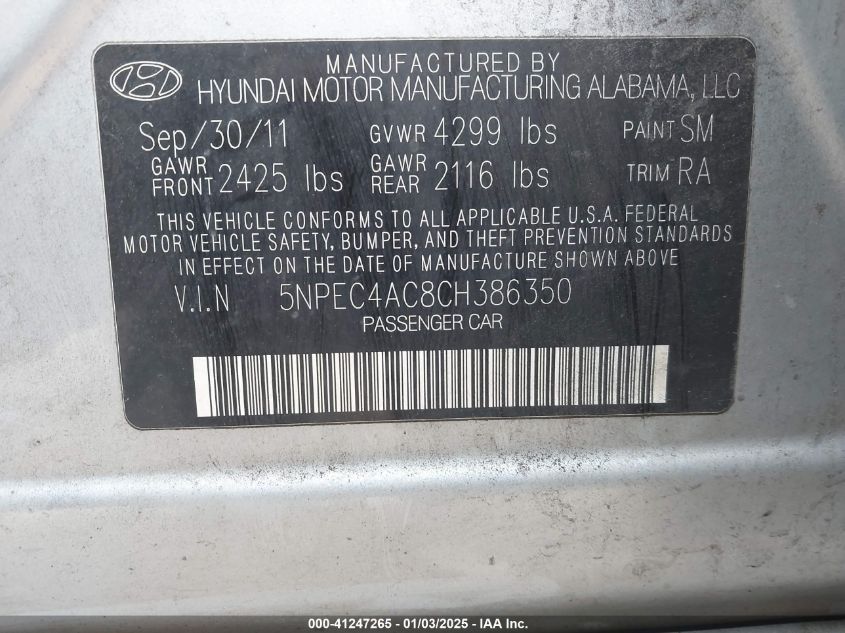 MANUFACTURED BY
HYUNDAI MOTOR MANUFACTURING ALABAMA, LLC
Sep/30/11 GVWR 4299 lbs PAINT SM
GAWR FRONT 2425 lbs GAWR REAR 2116 lbs TRIM RA
THIS VEHICLE CONFORMS TO ALL APPLICABLE U.S.A. FEDERAL
MOTOR VEHICLE SAFETY, BUMPER, AND THEFT PREVENTION STANDARDS
IN EFFECT ON THE DATE OF MANUFACTURE SHOWN ABOVE
V.I.N 5NPEC4AC8CH386350
PASSENGER CAR
000-41247265 - 01/03/2025 - IAA Inc.